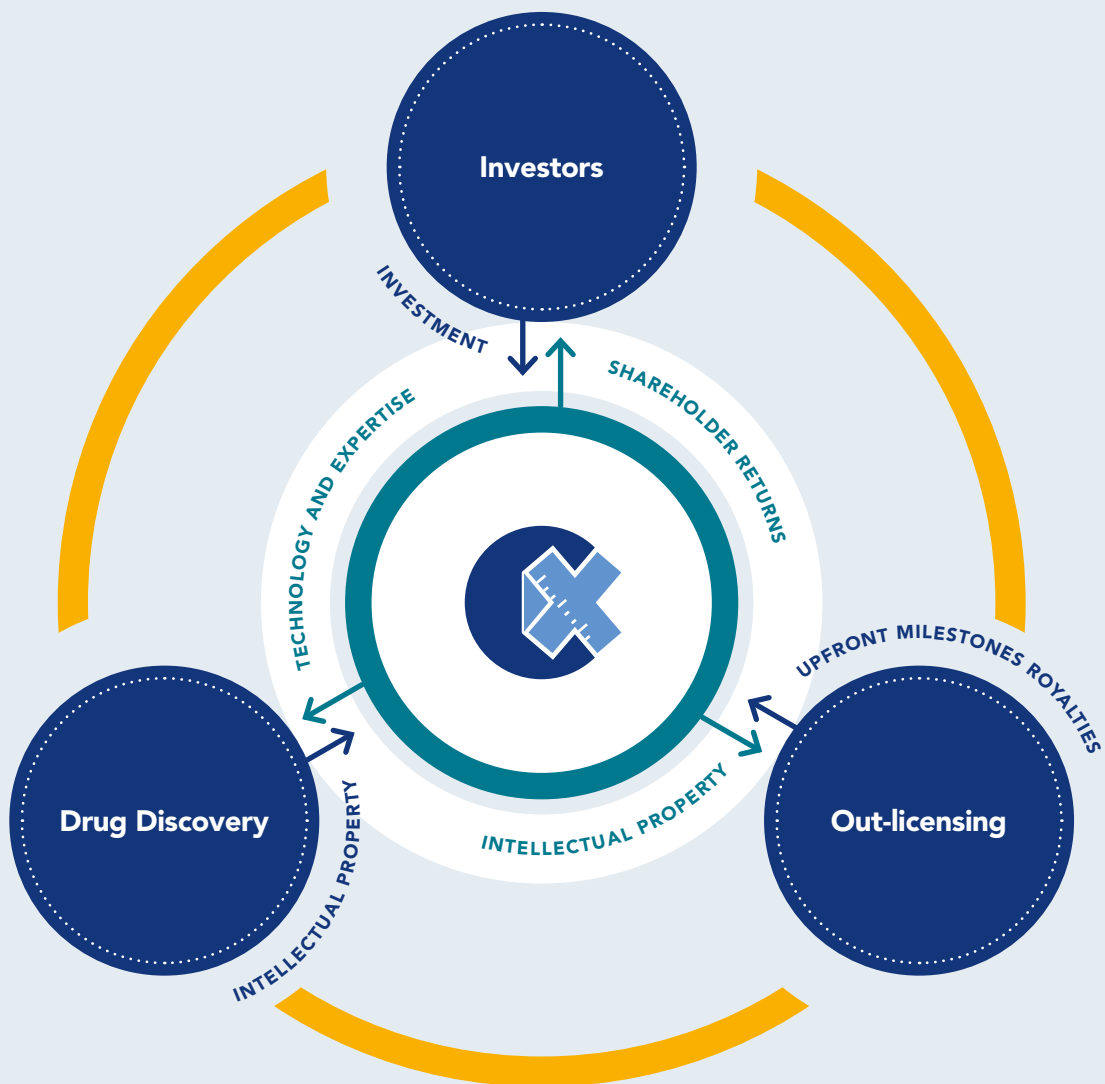 Investors
INVESTMENT
SHAREHOLDER RETURNS
TECHNOLOGY AND EXPERTISE
UPFRONT MILESTONES ROYALTIES
Drug Discovery
Out-licensing
INTELLECTUAL PROPERTY
INTELLECTUAL PROPERTY